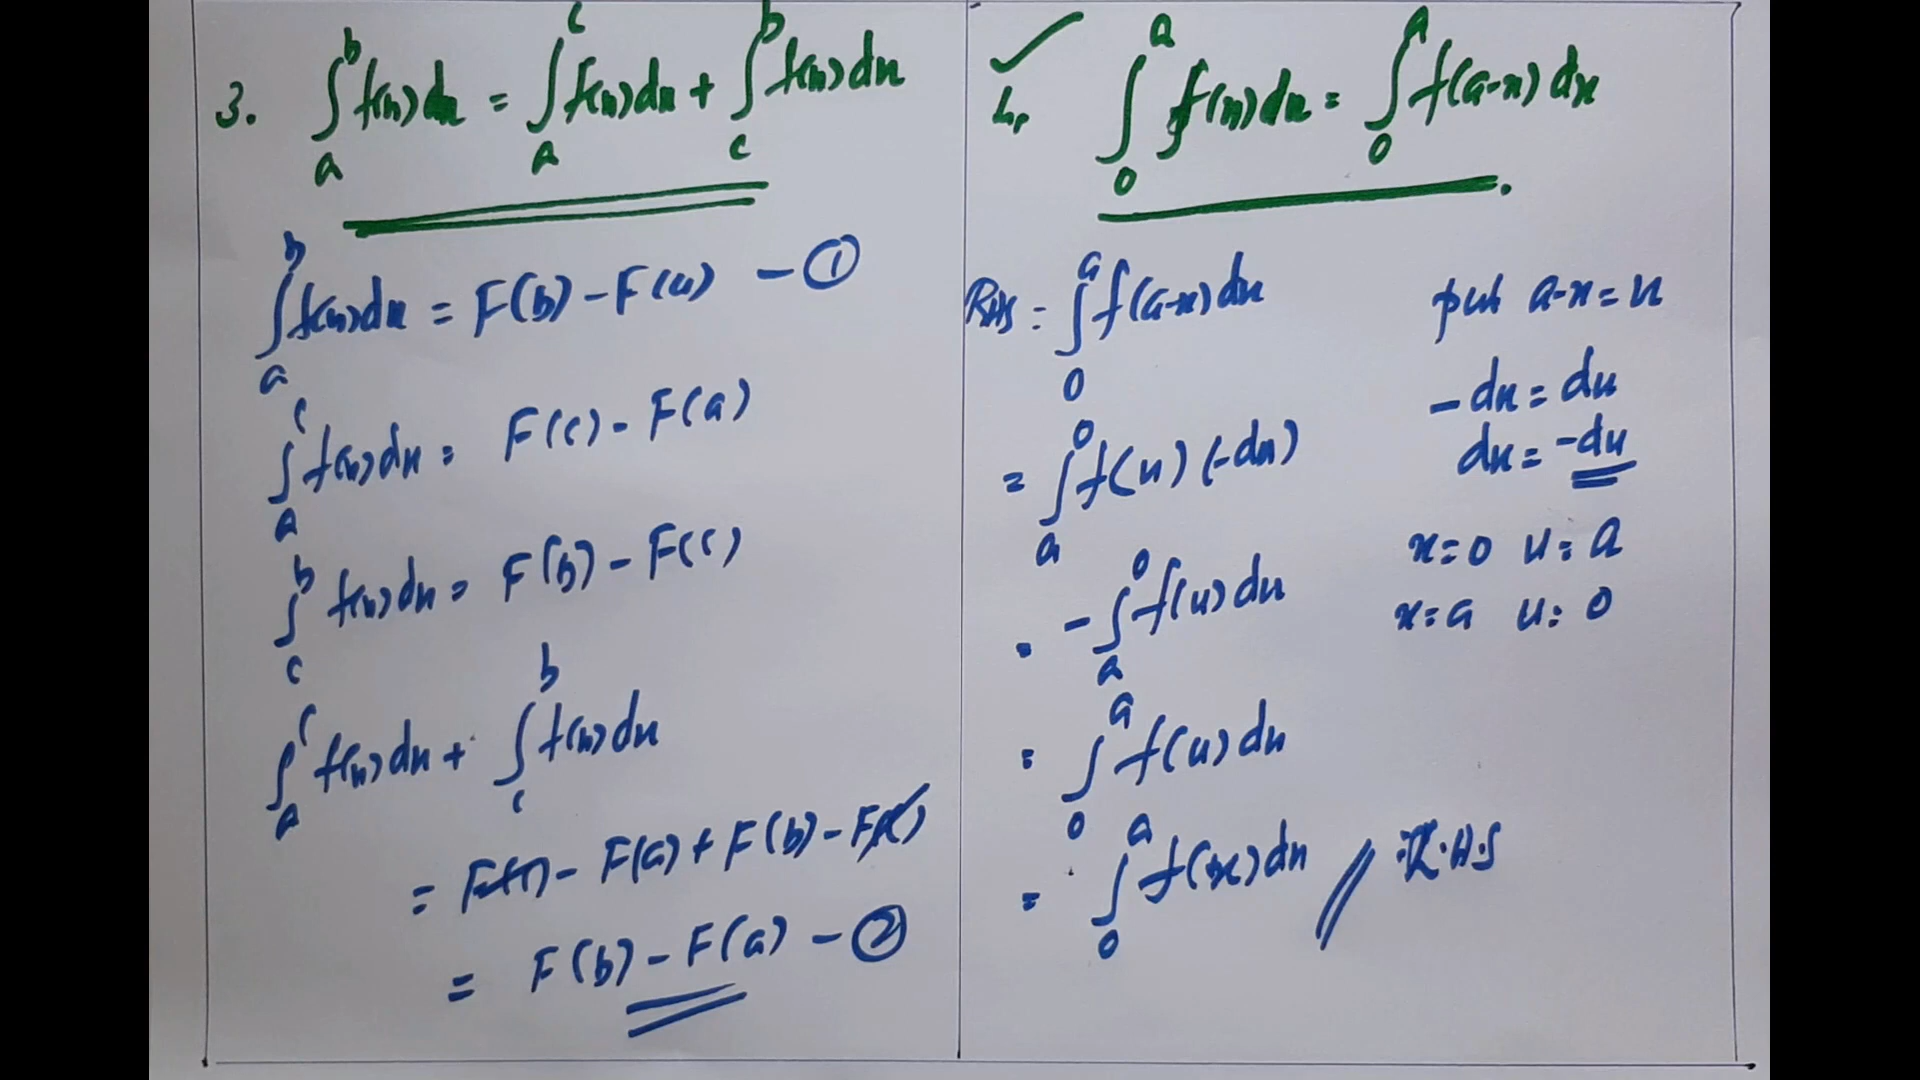 3. ∫_a^b f(x)dx = ∫_a^c f(x)dx + ∫_c^b f(x)dx
∫_a^b f(x)dx = F(b) - F(a) - ①
∫_a^c f(x)dx = F(c) - F(a)
∫_c^b f(x)dx = F(b) - F(c)
∫_a^c f(x)dx + ∫_c^b f(x)dx
= F(c) - F(a) + F(b) - F(c)
= F(b) - F(a) - ②
✓ ∫_0^a f(x)dx = ∫_0^a f(a-x) dx
RHS = ∫_0^a f(a-x) dx
put a-x = u
-dx = du
dx = -du
= ∫_a^0 f(u) (-du)
x=0 u=a
x=a u=0
= -∫_a^0 f(u) du
= ∫_0^a f(u) du
= ∫_0^a f(x) dx // L.H.S